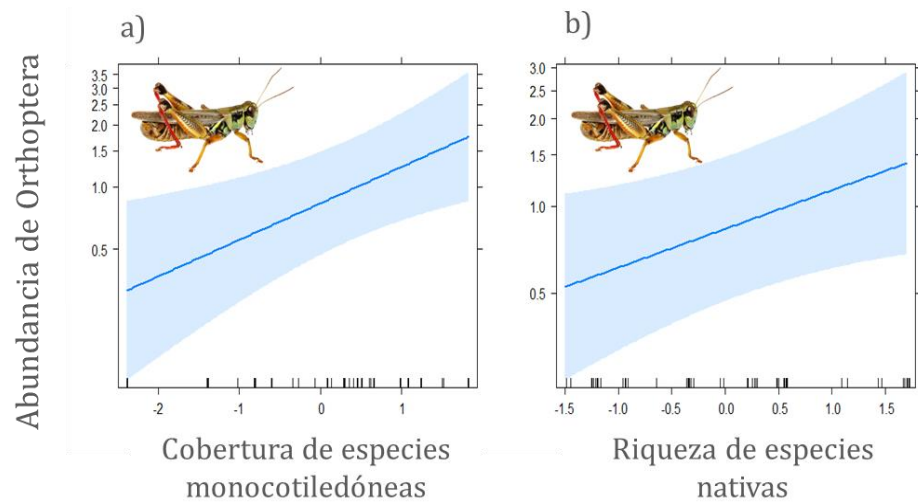 Abundancia de Orthoptera
a)
3.5
3.0
2.5
2.0
1.5
1.0
0.5
-2 -1 0 1
Cobertura de especies
monocotiledóneas
b)
3.0
2.5
2.0
1.5
1.0
0.5
-1.5 -1.0 -0.5 0.0 0.5 1.0 1.5
Riqueza de especies
nativas